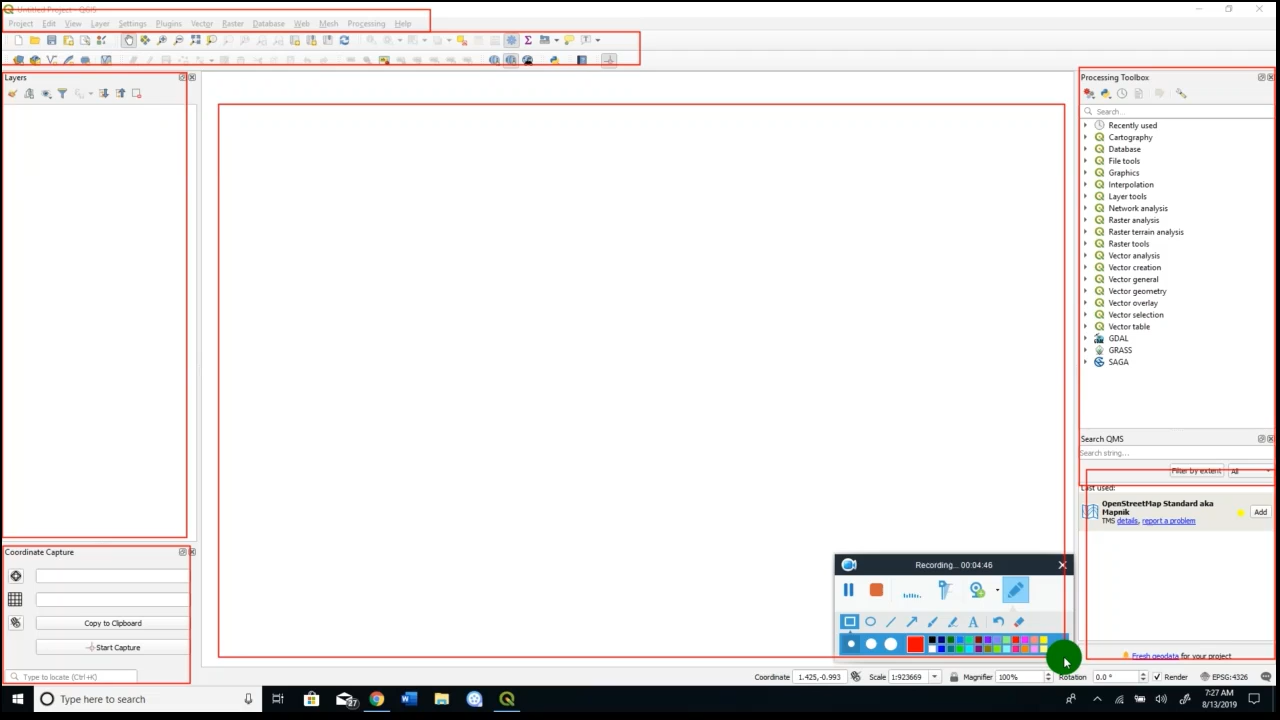 Untitled Project - QGIS
Project Edit View Layer Settings Plugins Vector Raster Database Web Mesh Processing Help
Layers
Coordinate Capture
Copy to Clipboard
Start Capture
Type to locate (Ctrl+K)
Processing Toolbox
Search...
Recently used
Cartography
Database
File tools
Graphics
Interpolation
Layer tools
Network analysis
Raster analysis
Raster terrain analysis
Raster tools
Vector analysis
Vector creation
Vector general
Vector geometry
Vector overlay
Vector selection
Vector table
GDAL
GRASS
SAGA
Search QMS
Search string...
Filter by extent All
Last used:
OpenStreetMap Standard aka
Mapnik
TMS details, report a problem
Add
Fresh geodata for your project
Recording... 00:04:46
Coordinate 1.425,-0.993 Scale 1:923669 Magnifier 100% Rotation 0.0 ° Render EPSG:4326
Type here to search
27
7:27 AM
8/13/2019